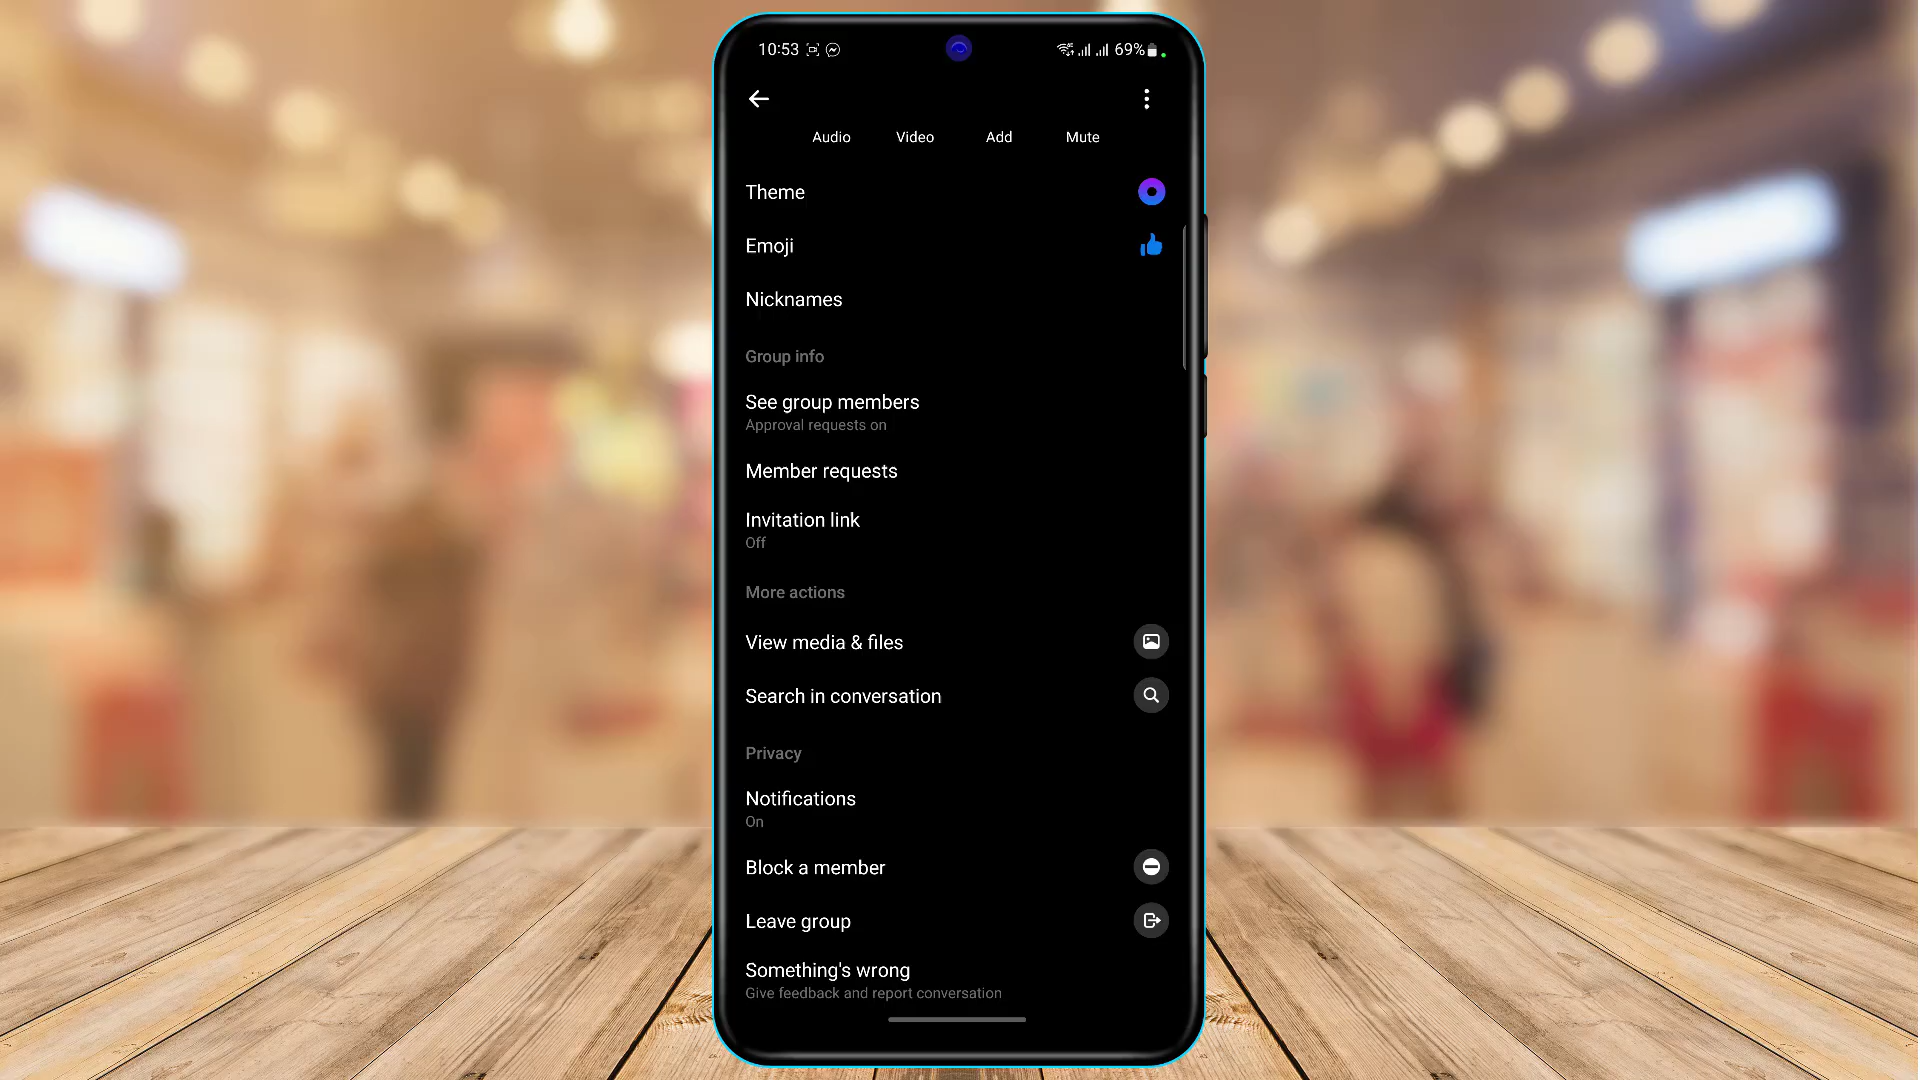 10:53
69%
Audio Video Add Mute
Theme
Emoji
Nicknames
Group info
See group members
Approval requests on
Member requests
Invitation link
Off
More actions
View media & files
Search in conversation
Privacy
Notifications
On
Block a member
Leave group
Something's wrong
Give feedback and report conversation